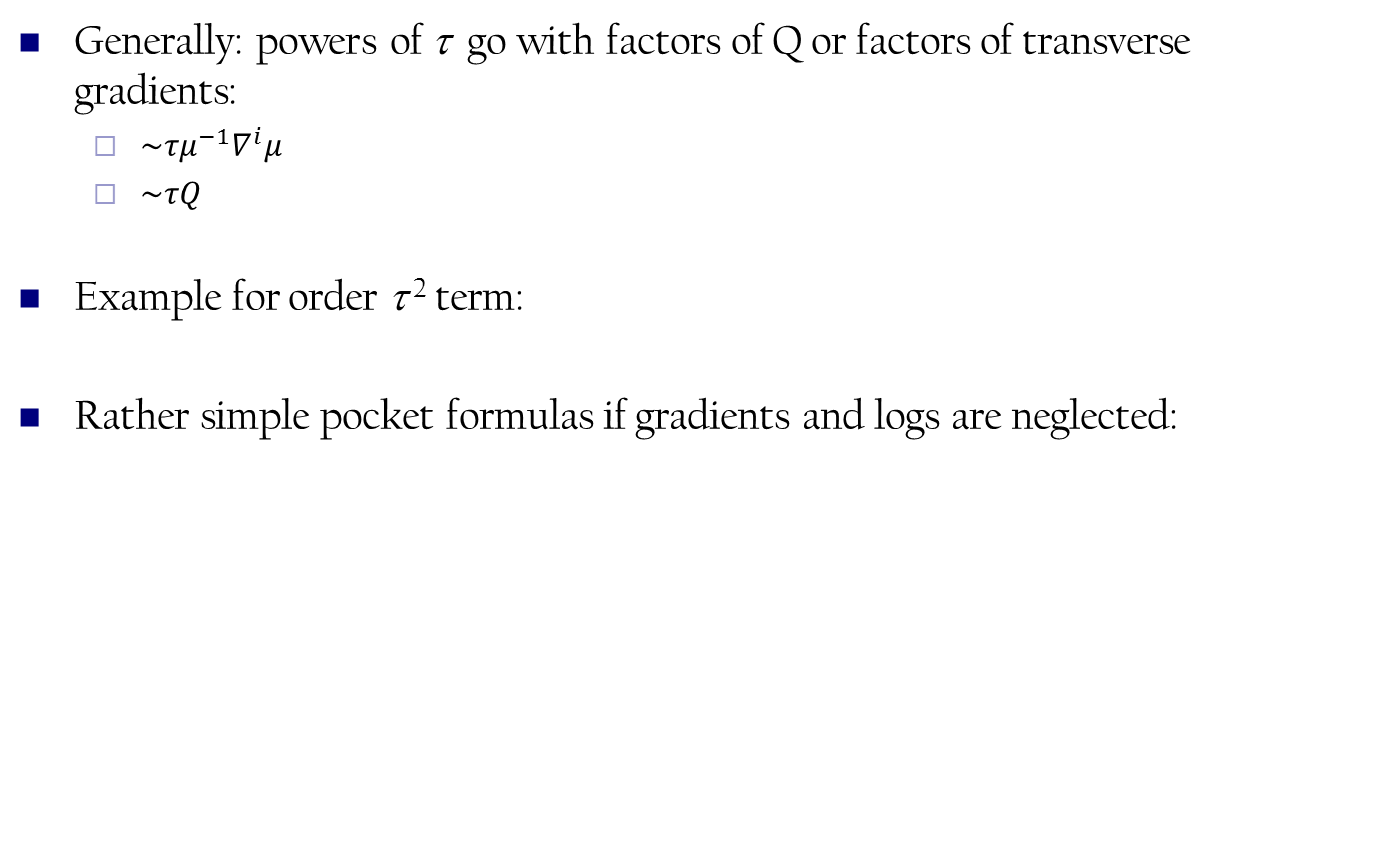 Generally: powers of τ go with factors of Q or factors of transverse
gradients:
~τμ⁻¹∇ⁱμ
~τQ
Example for order τ² term:
Rather simple pocket formulas if gradients and logs are neglected: